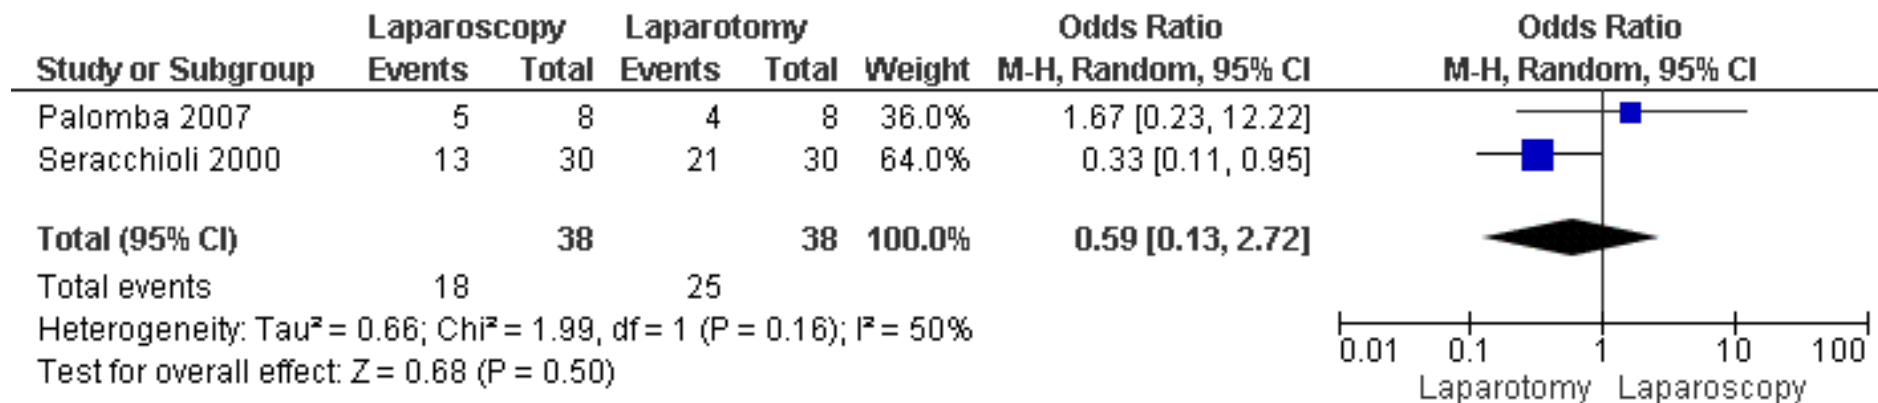 Laparoscopy Laparotomy Odds Ratio Odds Ratio
Study or Subgroup Events Total Events Total Weight M-H, Random, 95% CI M-H, Random, 95% CI
Palomba 2007 5 8 4 8 36.0% 1.67 [0.23, 12.22]
Seracchioli 2000 13 30 21 30 64.0% 0.33 [0.11, 0.95]
Total (95% CI) 38 38 100.0% 0.59 [0.13, 2.72]
Total events 18 25
Heterogeneity: Tau² = 0.66; Chi² = 1.99, df = 1 (P = 0.16); I² = 50%
Test for overall effect: Z = 0.68 (P = 0.50)
0.01 0.1 1 10 100
Laparotomy Laparoscopy